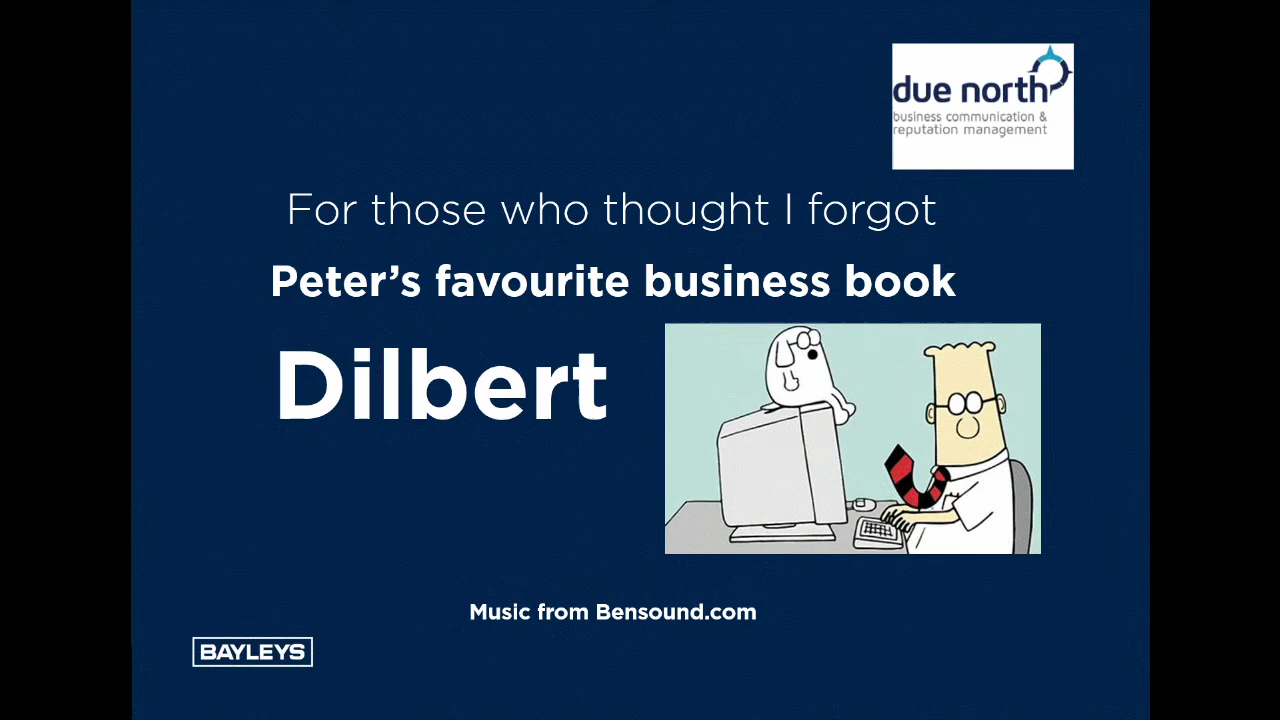 due north
business communication &
reputation management
For those who thought I forgot
Peter's favourite business book
Dilbert
Music from Bensound.com
BAYLEYS